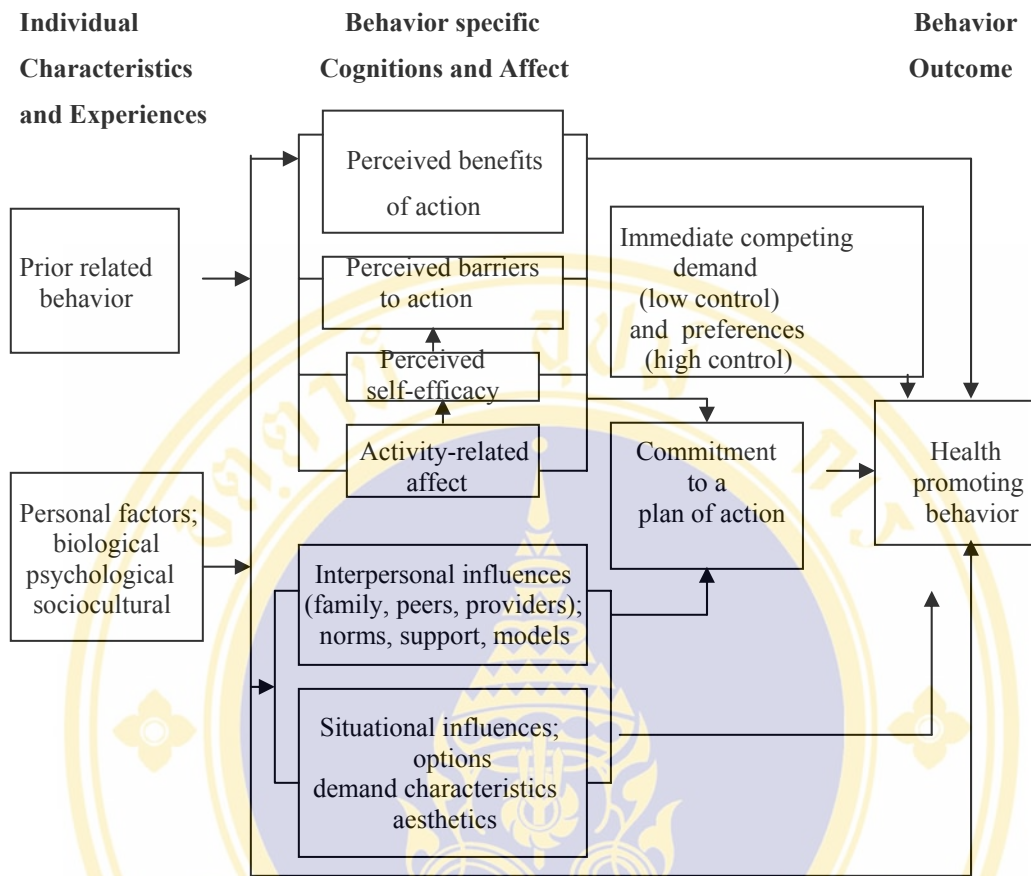 Individual
Characteristics
and Experiences
Behavior specific
Cognitions and Affect
Behavior
Outcome
Prior related
behavior
Personal factors;
biological
psychological
sociocultural
Perceived benefits
of action
Perceived barriers
to action
Perceived
self-efficacy
Activity-related
affect
Interpersonal influences
(family, peers, providers);
norms, support, models
Situational influences;
options
demand characteristics
aesthetics
Immediate competing
demand
(low control)
and preferences
(high control)
Commitment
to a
plan of action
Health
promoting
behavior